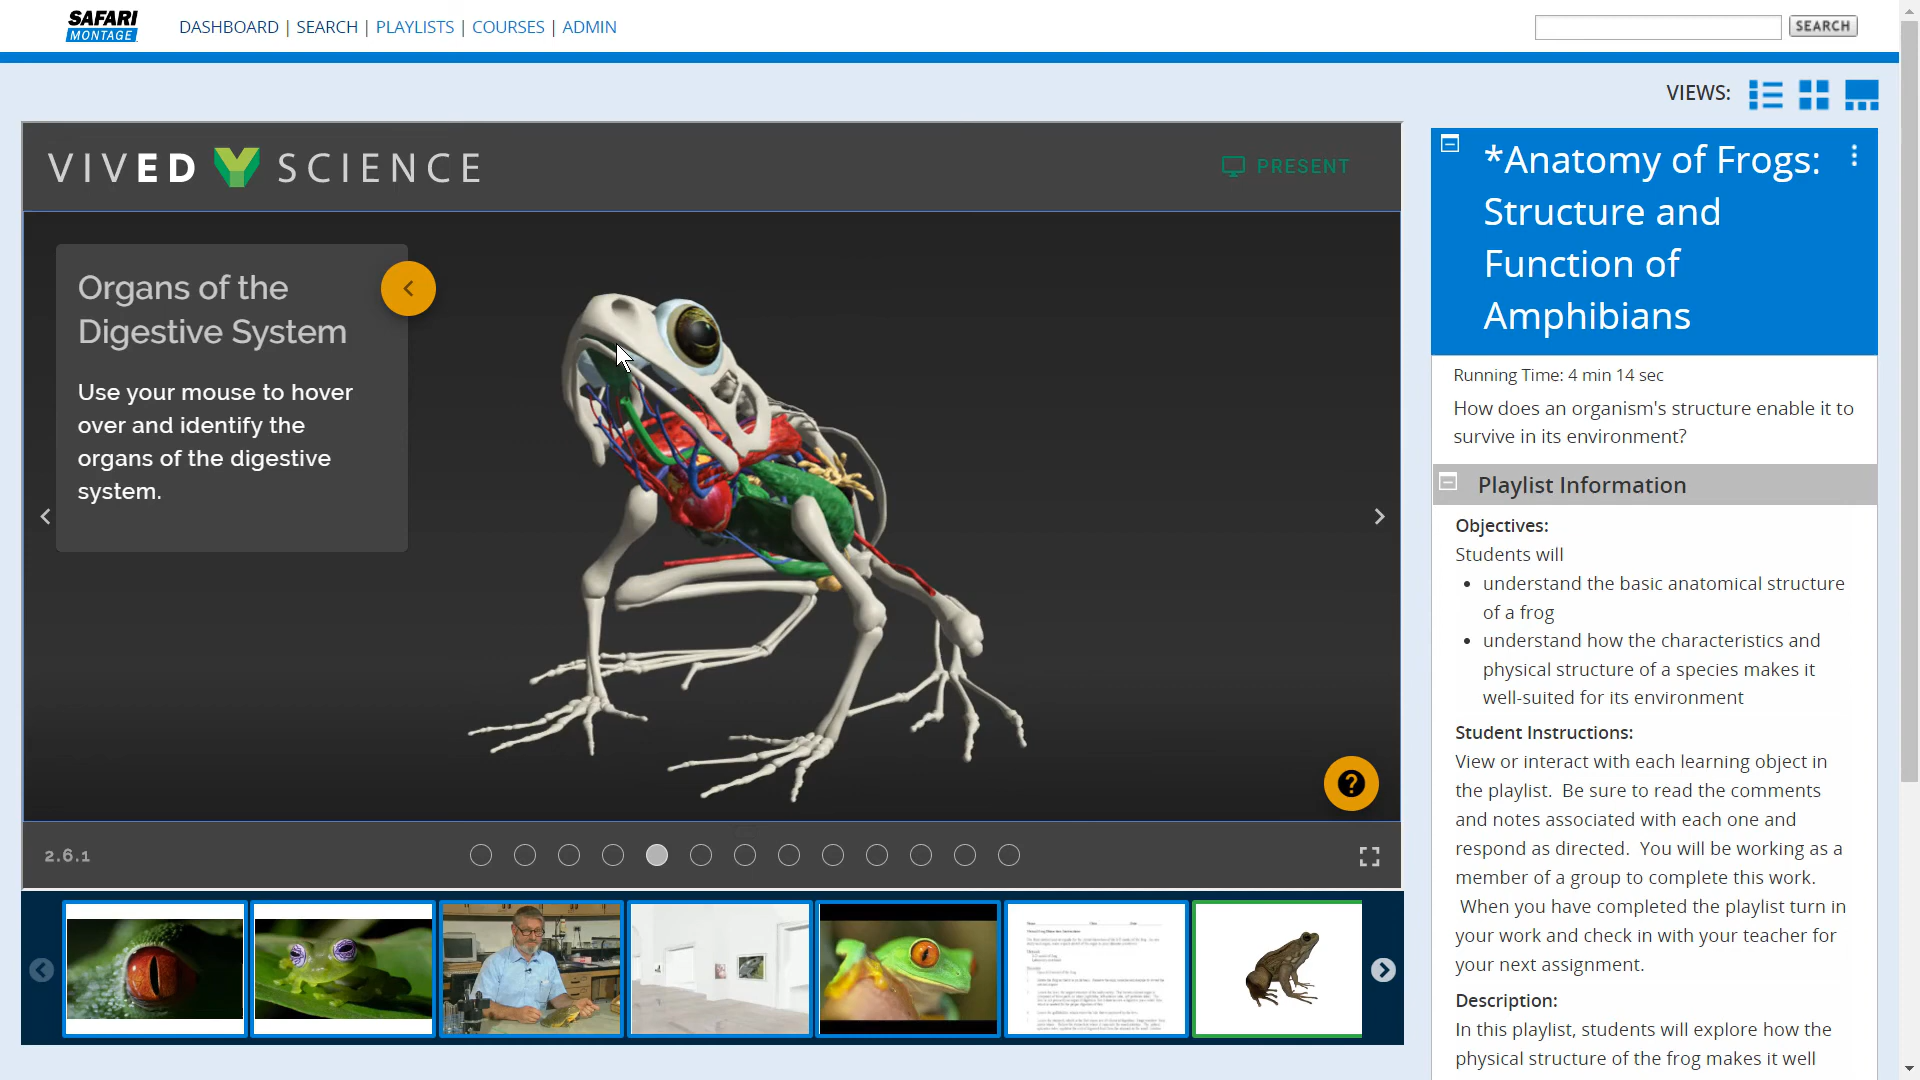 SAFARI
MONTAGE
DASHBOARD | SEARCH | PLAYLISTS | COURSES | ADMIN
SEARCH
VIEWS:
VIVED SCIENCE
PRESENT
Organs of the
Digestive System
Use your mouse to hover
over and identify the
organs of the digestive
system.
?
2.6.1
*Anatomy of Frogs:
Structure and
Function of
Amphibians
Running Time: 4 min 14 sec
How does an organism's structure enable it to
survive in its environment?
Playlist Information
Objectives:
Students will
• understand the basic anatomical structure
of a frog
• understand how the characteristics and
physical structure of a species makes it
well-suited for its environment
Student Instructions:
View or interact with each learning object in
the playlist. Be sure to read the comments
and notes associated with each one and
respond as directed. You will be working as a
member of a group to complete this work.
When you have completed the playlist turn in
your work and check in with your teacher for
your next assignment.
Description:
In this playlist, students will explore how the
physical structure of the frog makes it well